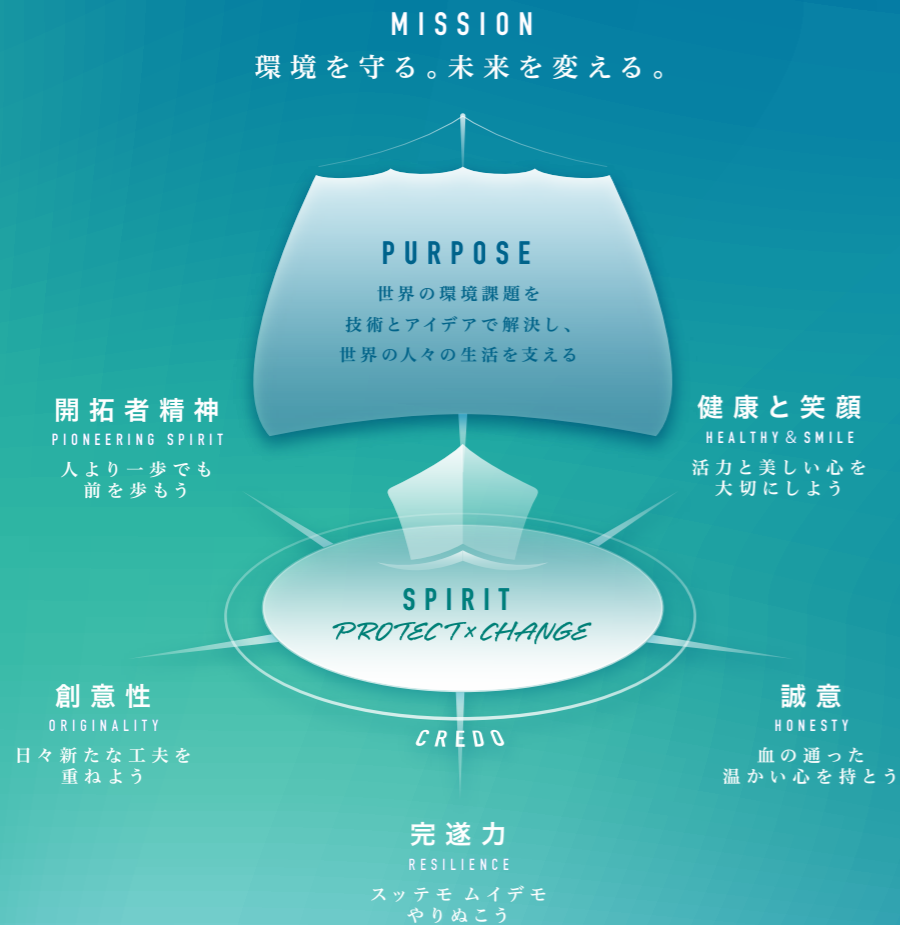 MISSION
環境を守る。未来を変える。
PURPOSE
世界の環境課題を
技術とアイデアで解決し、
世界の人々の生活を支える
開拓者精神
PIONEERING SPIRIT
人より一歩でも
前を歩もう
健康と笑顔
HEALTHY & SMILE
活力と美しい心を
大切にしよう
SPIRIT
PROTECT × CHANGE
CREDO
創意性
ORIGINALITY
日々新たな工夫を
重ねよう
誠意
HONESTY
血の通った
温かい心を持とう
完遂力
RESILIENCE
スッテモ ムイデモ
やりぬこう